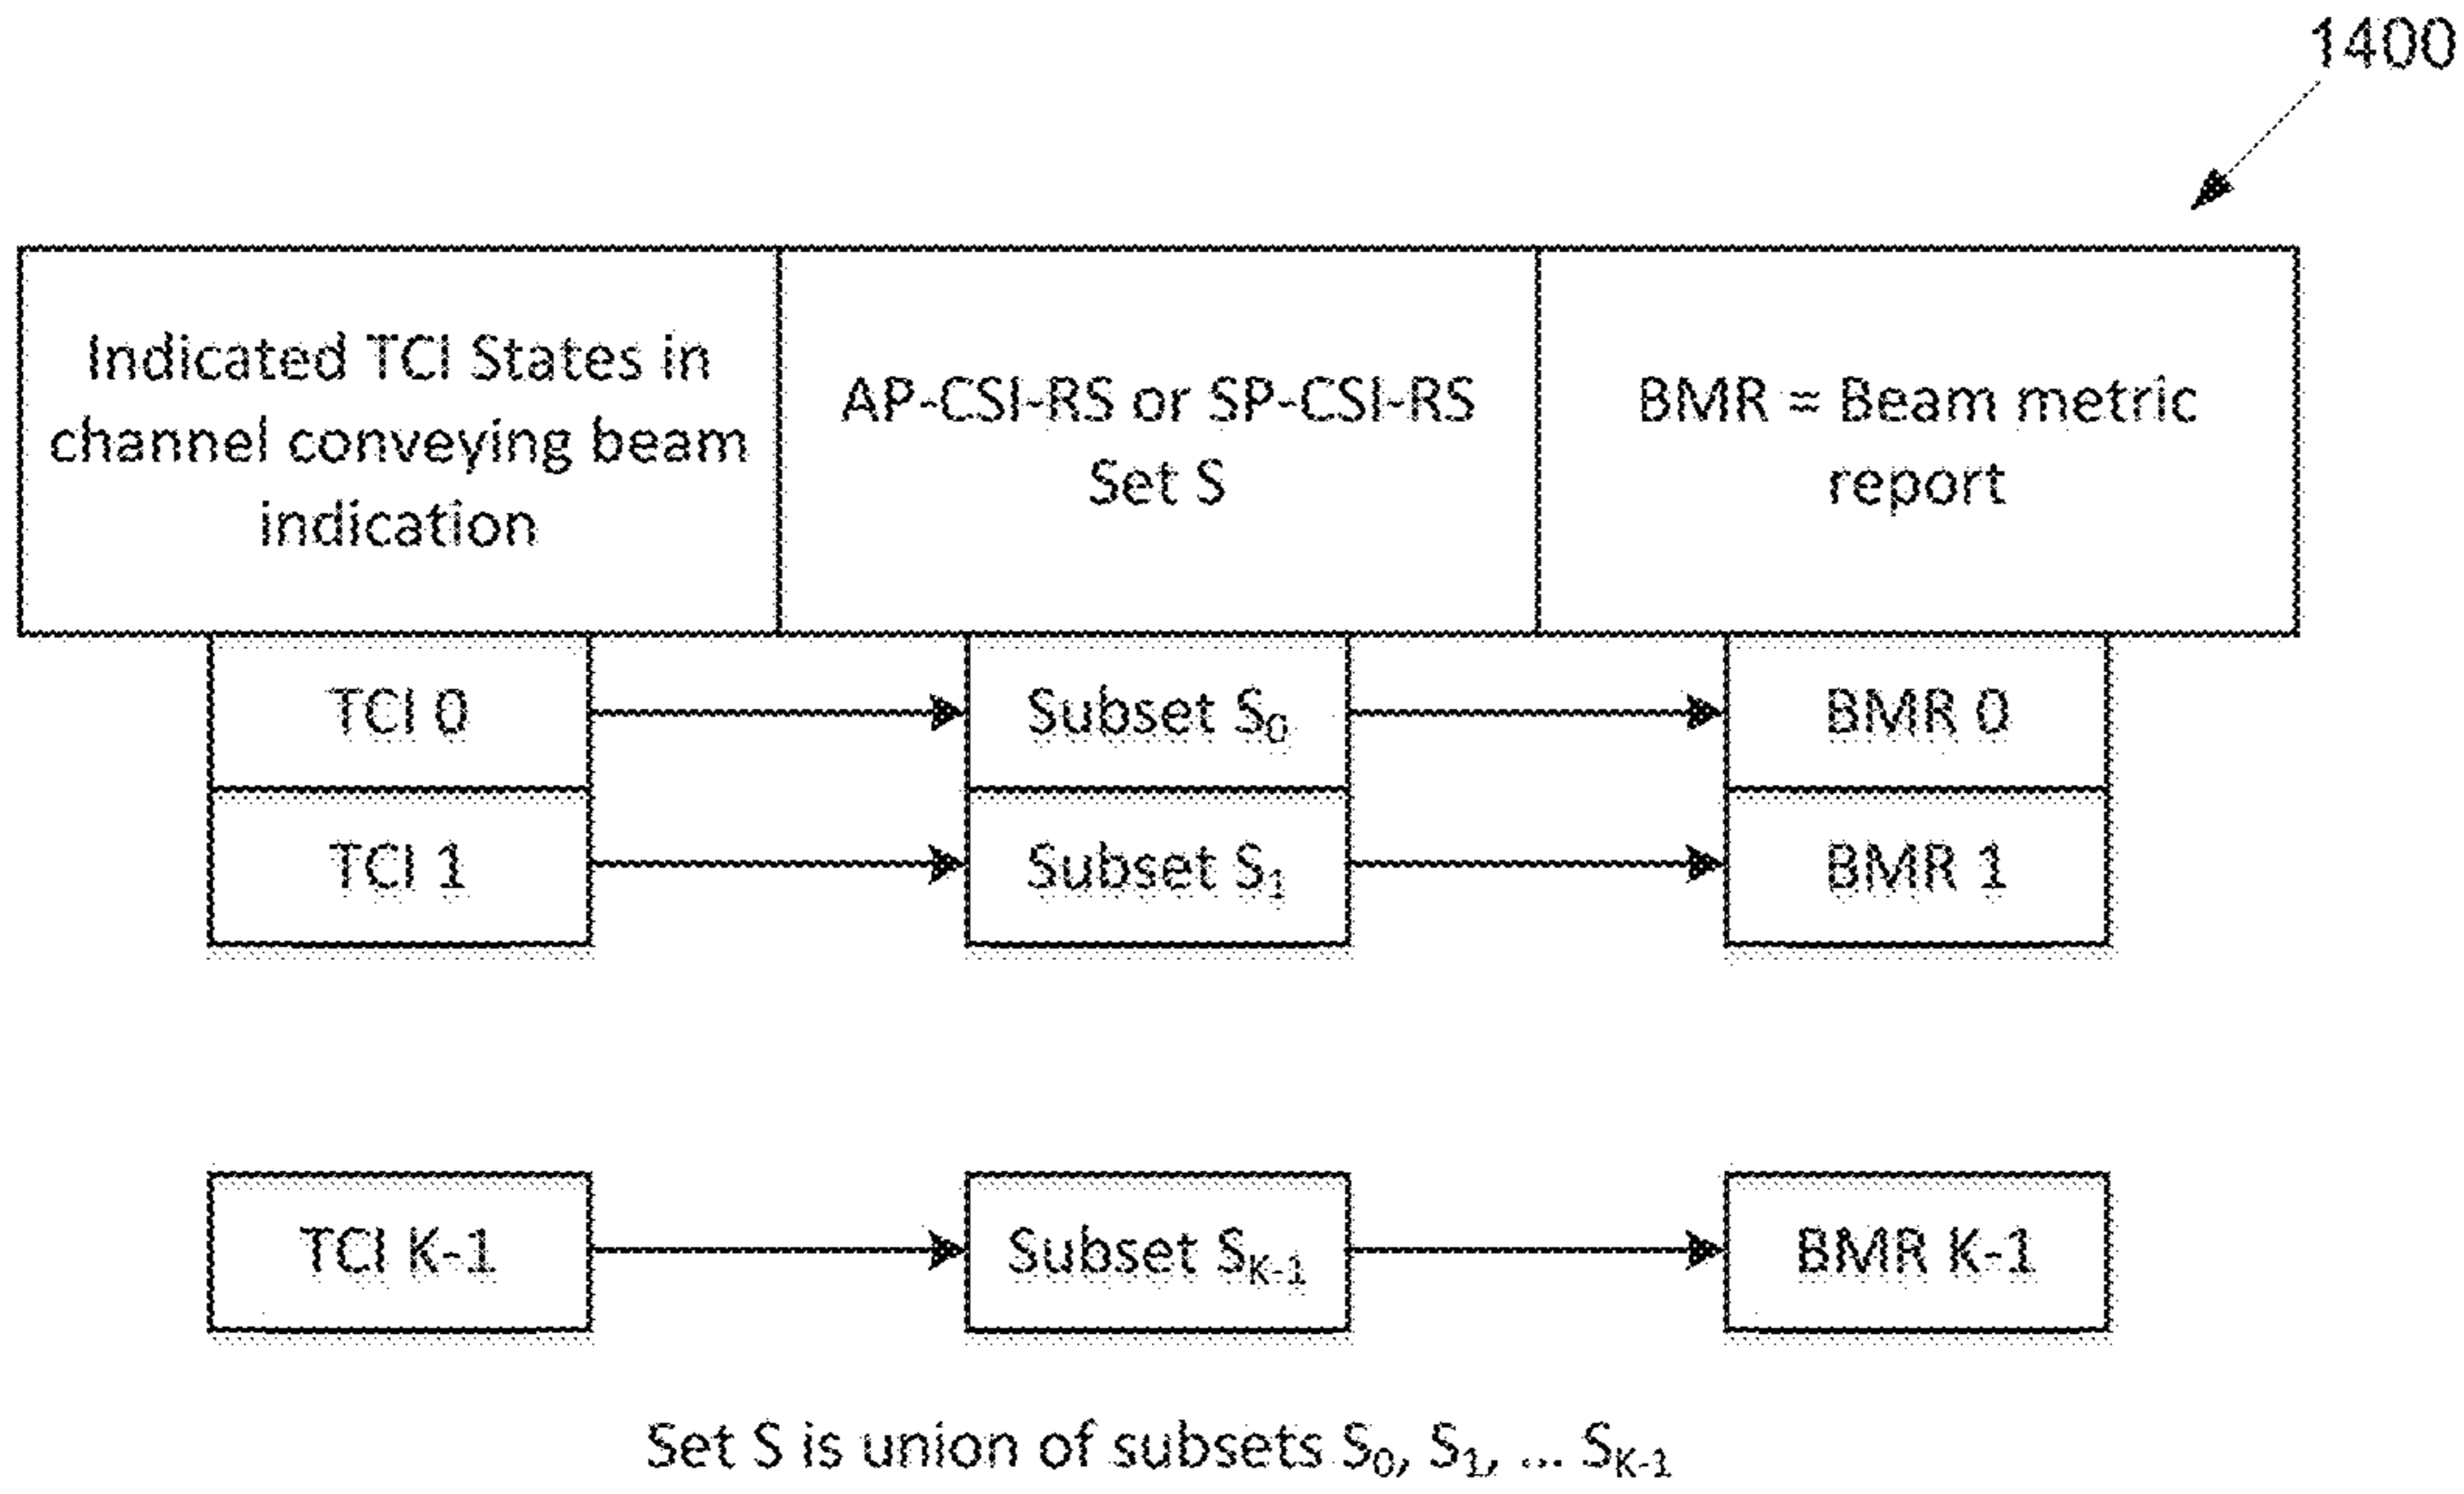 1400
Indicated TCI States in
channel conveying beam
indication
AP-CSI-RS or SP-CSI-RS
Set S
BMR = Beam metric
report
TCI 0
Subset S₀
BMR 0
TCI 1
Subset S₁
BMR 1
TCI K-1
Subset S_K-1
BMR K-1
Set S is union of subsets S₀, S₁, ... S_K-1